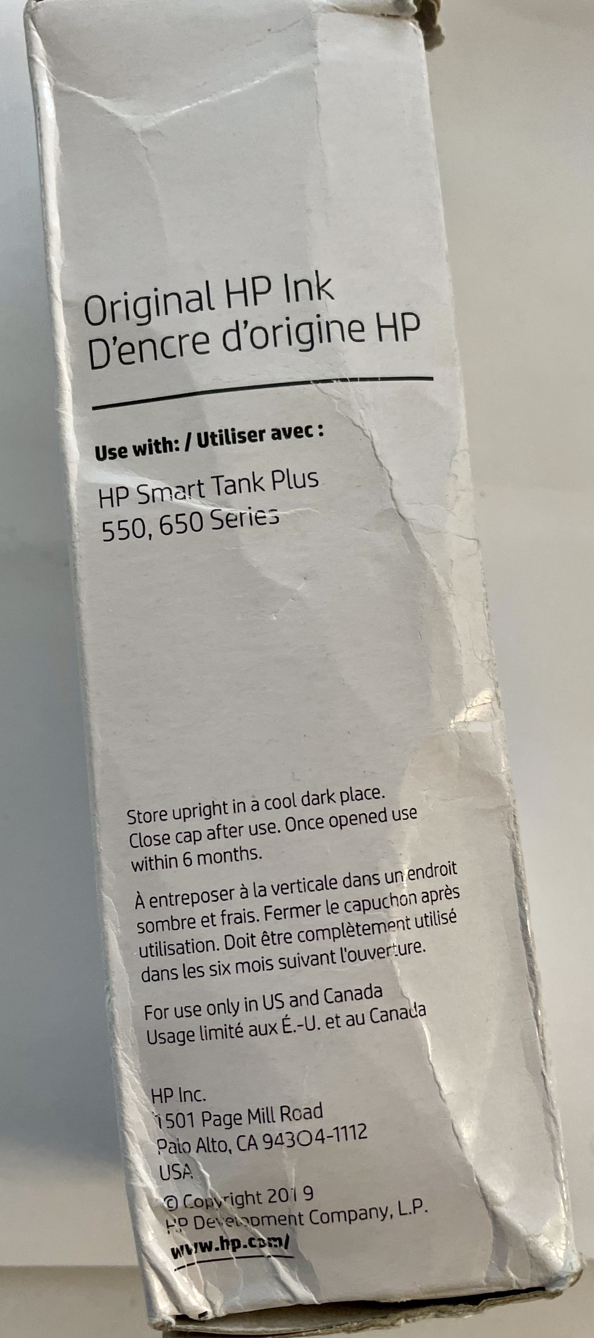 Original HP Ink
D'encre d'origine HP
Use with: / Utiliser avec :
HP Smart Tank Plus
550, 650 Series
Store upright in a cool dark place.
Close cap after use. Once opened use
within 6 months.
À entreposer à la verticale dans un endroit
sombre et frais. Fermer le capuchon après
utilisation. Doit être complètement utilisé
dans les six mois suivant l'ouverture.
For use only in US and Canada
Usage limité aux É.-U. et au Canada
HP Inc.
1501 Page Mill Road
Palo Alto, CA 94304-1112
USA
© Copyright 2019
HP Development Company, L.P.
www.hp.com/